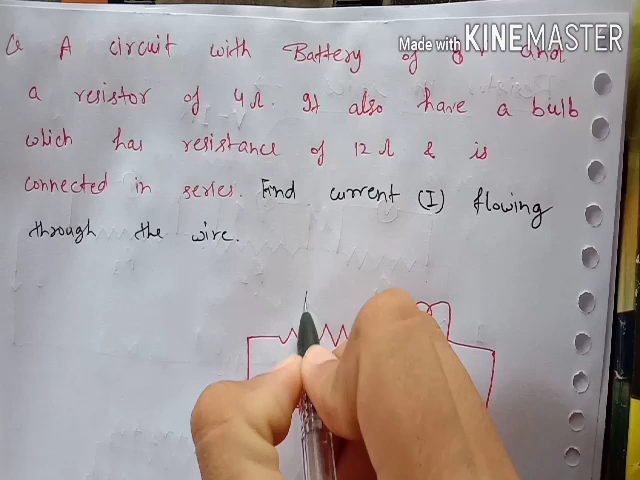 Made with KINEMASTER
Q A circuit with Battery of and
a resistor of 4Ω. It also have a bulb
which has resistance of 12Ω & is
connected in series. Find current (I) flowing
through the wire.